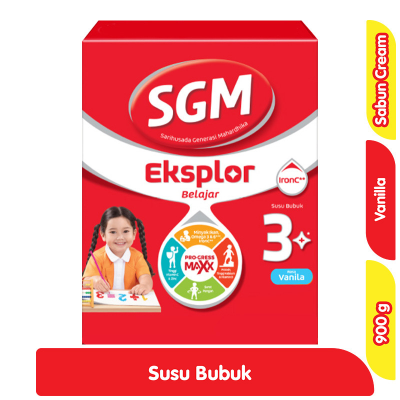 SGM
Sarihusada Generasi Mahardhika
Eksplor
Belajar
IronC
Susu Bubuk
3+
PRO-GRESS
MAXX
Vanila
Susu Bubuk
Sabun Cream
Vanilla
900 g